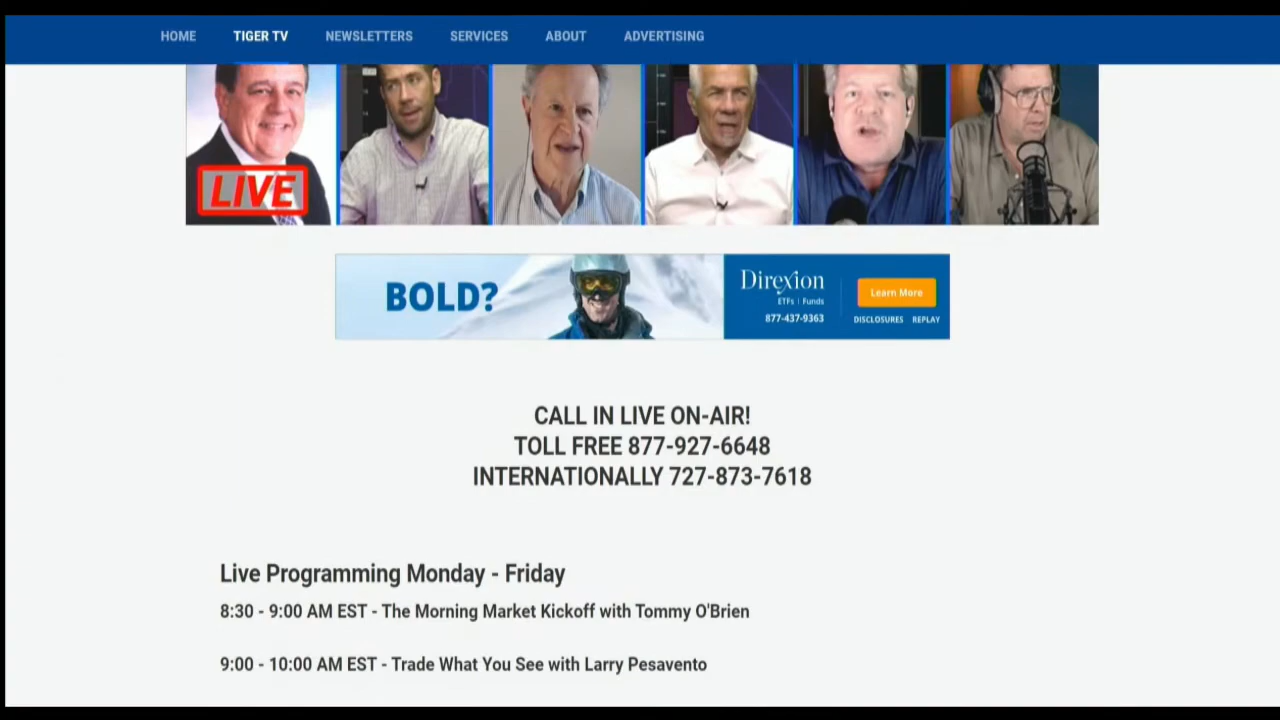 HOME TIGER TV NEWSLETTERS SERVICES ABOUT ADVERTISING
LIVE
BOLD?
Direxion
ETFs | Funds
877-437-9363
Learn More
DISCLOSURES REPLAY
CALL IN LIVE ON-AIR!
TOLL FREE 877-927-6648
INTERNATIONALLY 727-873-7618
Live Programming Monday - Friday
8:30 - 9:00 AM EST - The Morning Market Kickoff with Tommy O'Brien
9:00 - 10:00 AM EST - Trade What You See with Larry Pesavento